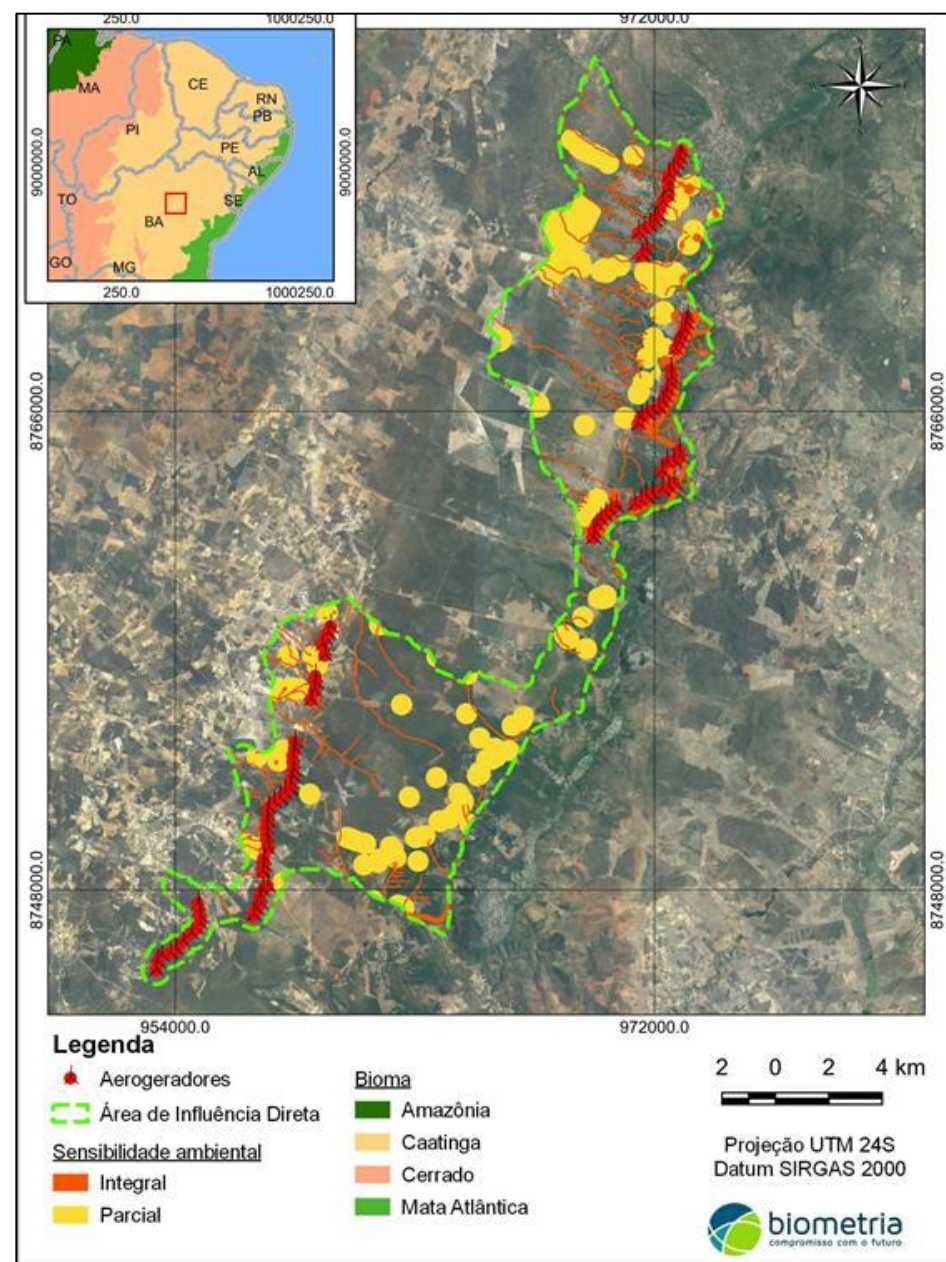 250.0
1000250.0
972000.0
PA
MA
CE
RN
PB
PI
PE
AL
TO
SE
BA
GO
MG
9000000.0
9000000.0
250.0
1000250.0
8766000.0
8766000.0
8748000.0
8748000.0
954000.0
972000.0
Legenda
Aerogeradores
Área de Influência Direta
Sensibilidade ambiental
Integral
Parcial
Bioma
Amazônia
Caatinga
Cerrado
Mata Atlântica
2 0 2 4 km
Projeção UTM 24S
Datum SIRGAS 2000
biometria
compromisso com o futuro